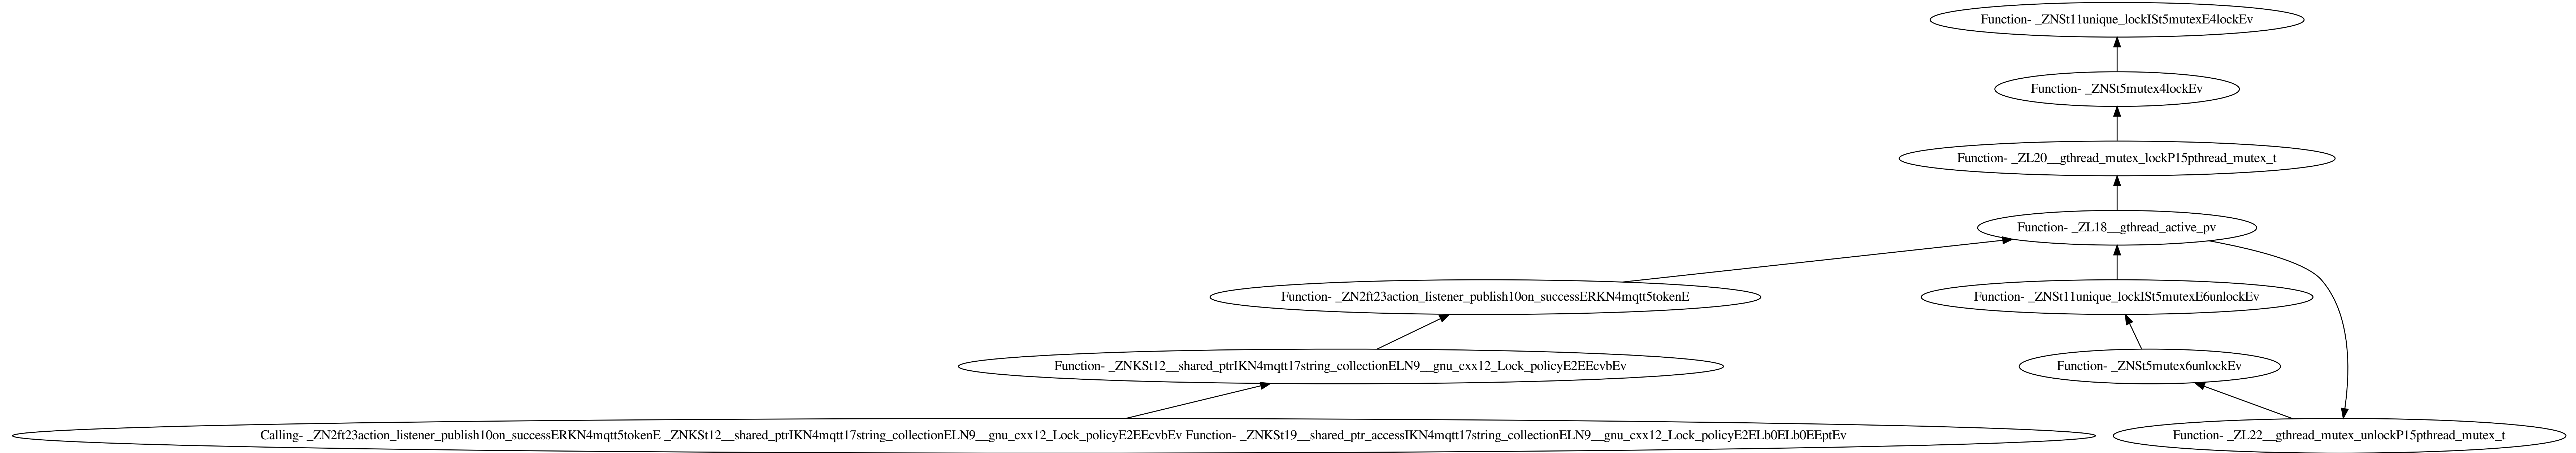 Function- _ZNSt11unique_lockISt5mutexE4lockEv
Function- _ZNSt5mutex4lockEv
Function- _ZL20__gthread_mutex_lockP15pthread_mutex_t
Function- _ZL18__gthread_active_pv
Function- _ZN2ft23action_listener_publish10on_successERKN4mqtt5tokenE
Function- _ZNSt11unique_lockISt5mutexE6unlockEv
Function- _ZNKSt12__shared_ptrIKN4mqtt17string_collectionELN9__gnu_cxx12_Lock_policyE2EEcvbEv
Function- _ZNSt5mutex6unlockEv
Calling- _ZN2ft23action_listener_publish10on_successERKN4mqtt5tokenE _ZNKSt12__shared_ptrIKN4mqtt17string_collectionELN9__gnu_cxx12_Lock_policyE2EEcvbEv Function- _ZNKSt19__shared_ptr_accessIKN4mqtt17string_collectionELN9__gnu_cxx12_Lock_policyE2ELb0ELb0EEptEv
Function- _ZL22__gthread_mutex_unlockP15pthread_mutex_t